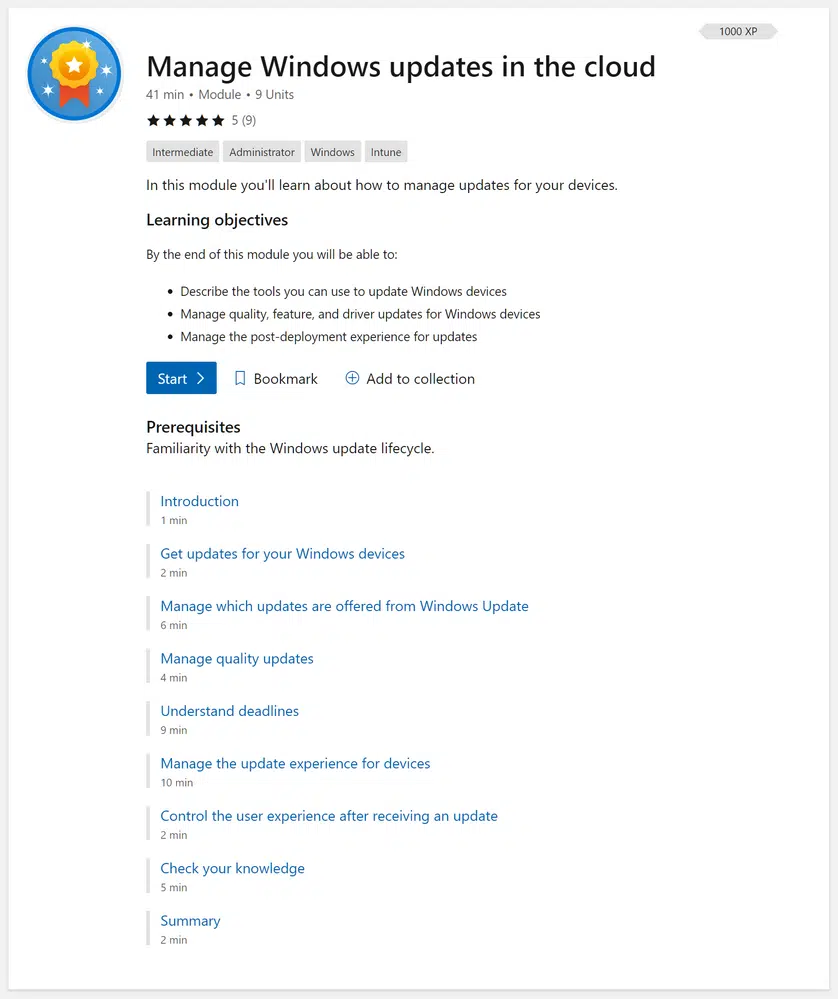 1000 XP
Manage Windows updates in the cloud
41 min • Module • 9 Units
5 (9)
Intermediate Administrator Windows Intune
In this module you'll learn about how to manage updates for your devices.
Learning objectives
By the end of this module you will be able to:
• Describe the tools you can use to update Windows devices
• Manage quality, feature, and driver updates for Windows devices
• Manage the post-deployment experience for updates
Start Bookmark Add to collection
Prerequisites
Familiarity with the Windows update lifecycle.
Introduction
1 min
Get updates for your Windows devices
2 min
Manage which updates are offered from Windows Update
6 min
Manage quality updates
4 min
Understand deadlines
9 min
Manage the update experience for devices
10 min
Control the user experience after receiving an update
2 min
Check your knowledge
5 min
Summary
2 min